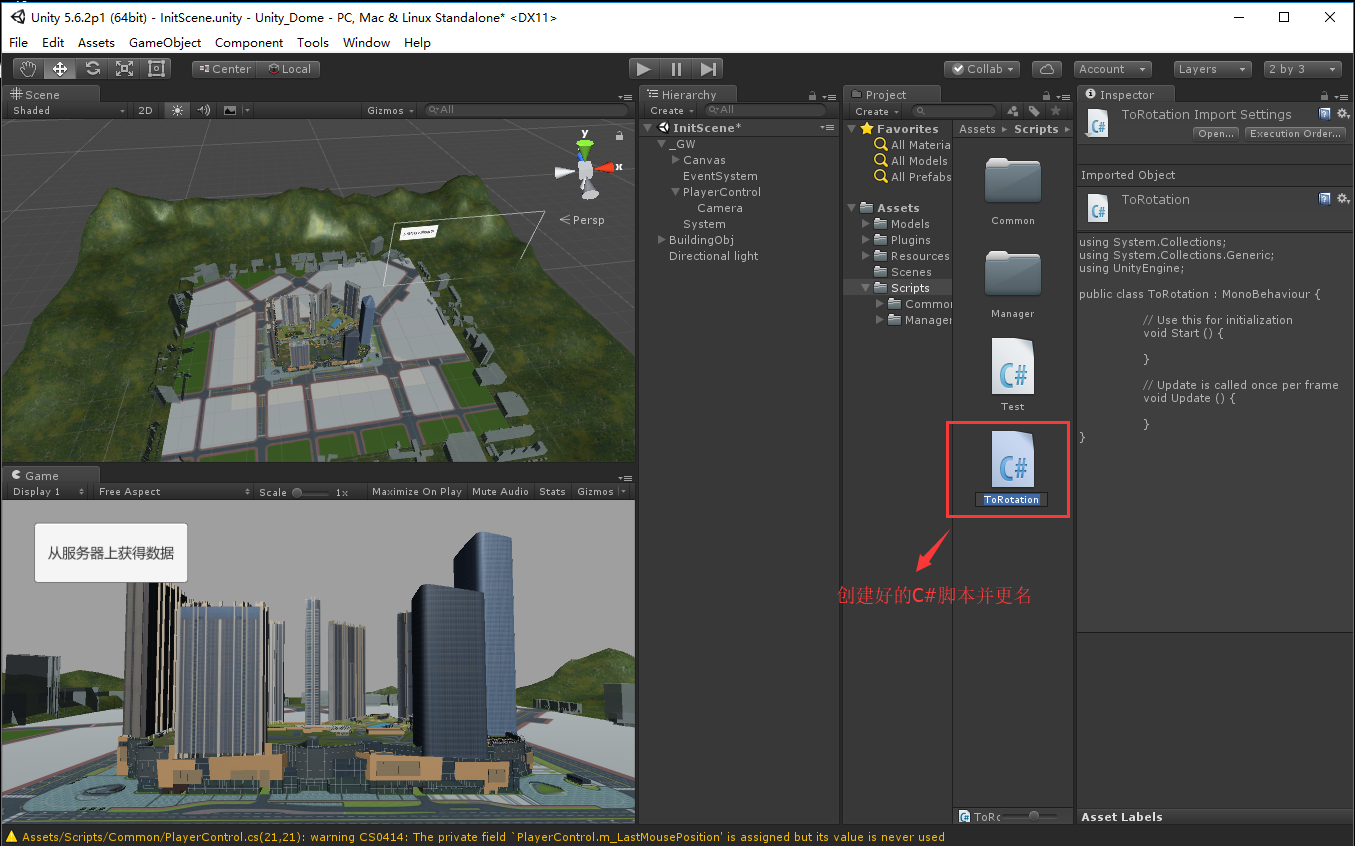 Unity 5.6.2p1 (64bit) - InitScene.unity - Unity_Dome - PC, Mac & Linux Standalone* <DX11>
File Edit Assets GameObject Component Tools Window Help
Center Local Collab Account Layers 2 by 3
Scene
Shaded 2D Gizmos All
y
x
Persp
Game
Display 1 Free Aspect Scale 1x Maximize On Play Mute Audio Stats Gizmos
从服务器上获得数据
Hierarchy
Create All
InitScene*
_GW
Canvas
EventSystem
PlayerControl
Camera
System
BuildingObj
Directional light
Project
Create
Favorites
All Materia
All Models
All Prefabs
Assets
Models
Plugins
Resources
Scenes
Scripts
Common
Manager
Assets Scripts
Common
Manager
C#
Test
C#
ToRotation
创建好的C#脚本并更名
ToRo
Inspector
C#
ToRotation Import Settings
Open... Execution Order...
Imported Object
C#
ToRotation
using System.Collections;
using System.Collections.Generic;
using UnityEngine;
public class ToRotation : MonoBehaviour {
// Use this for initialization
void Start () {
}
// Update is called once per frame
void Update () {
}
}
Asset Labels
Assets/Scripts/Common/PlayerControl.cs(21,21): warning CS0414: The private field `PlayerControl.m_LastMousePosition' is assigned but its value is never used